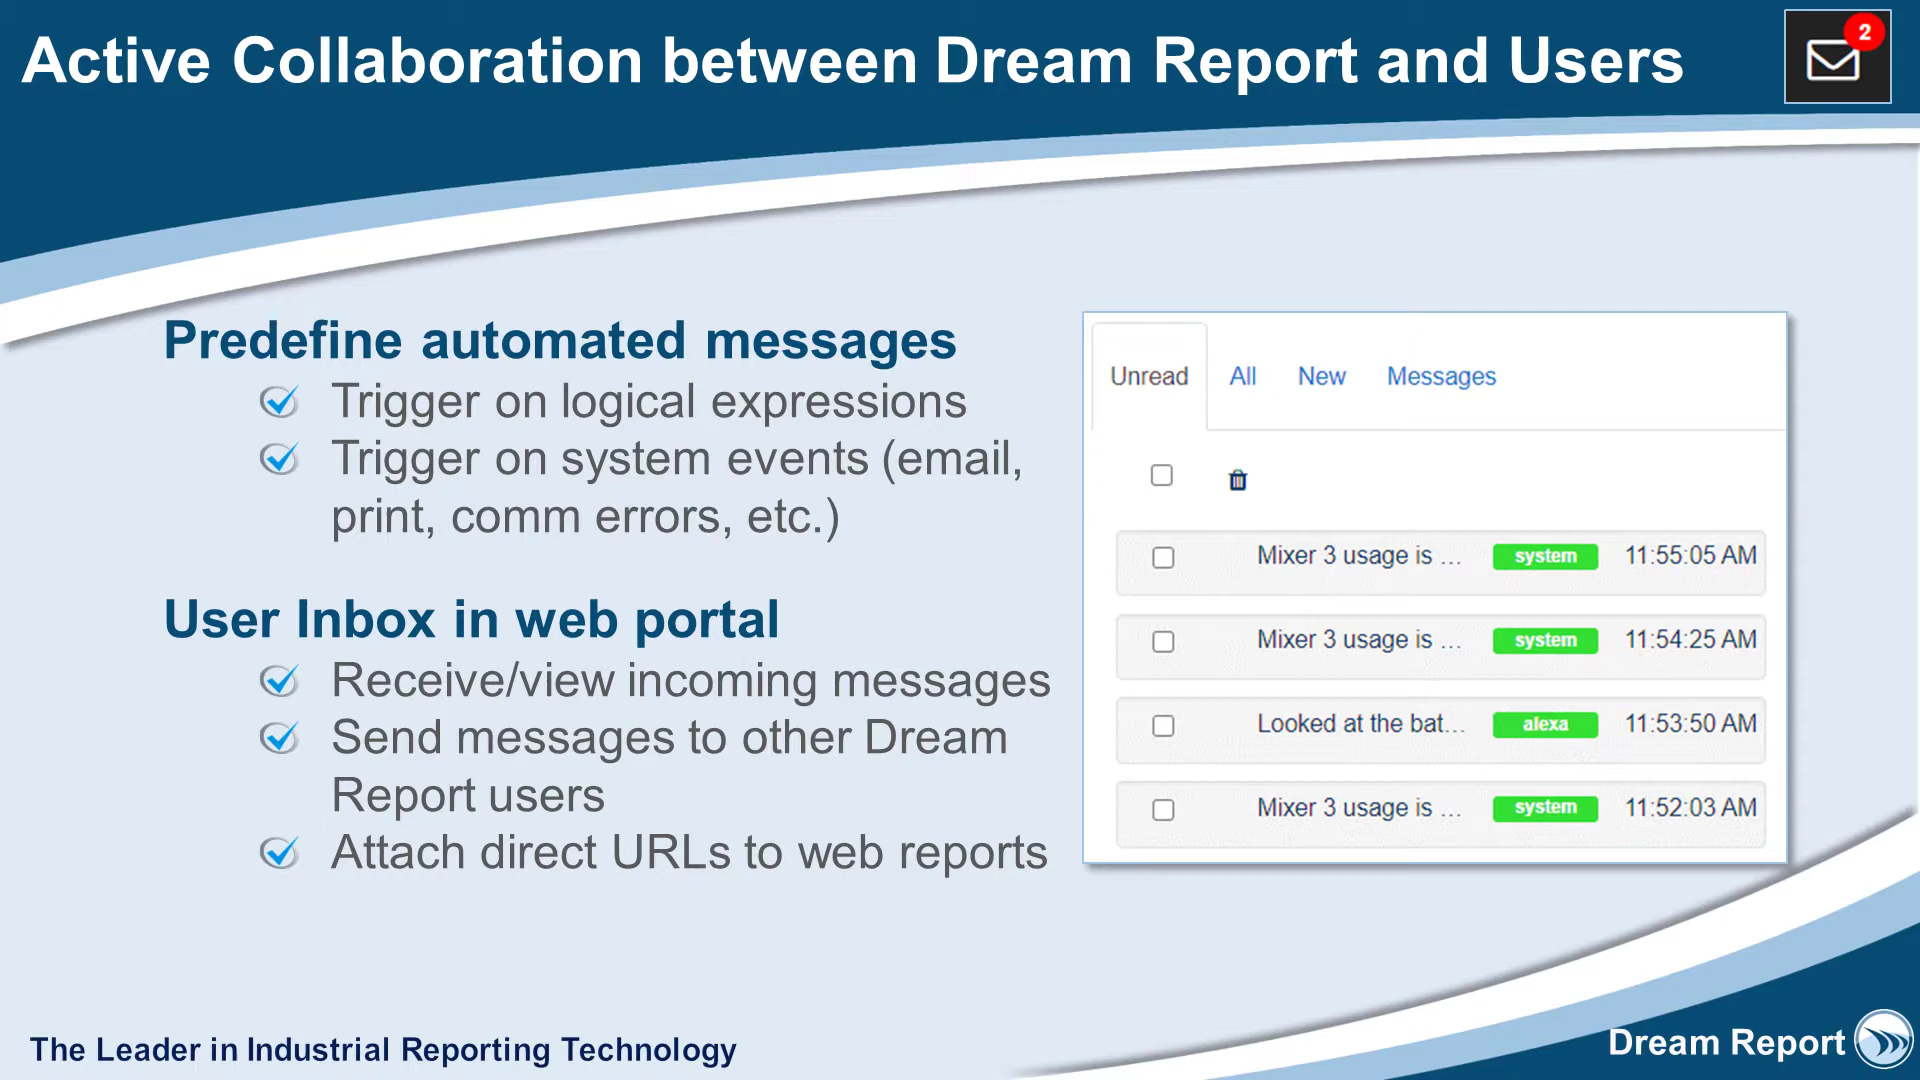 Active Collaboration between Dream Report and Users
2
Predefine automated messages
Trigger on logical expressions
Trigger on system events (email,
print, comm errors, etc.)
User Inbox in web portal
Receive/view incoming messages
Send messages to other Dream
Report users
Attach direct URLs to web reports
Unread All New Messages
Mixer 3 usage is ... system 11:55:05 AM
Mixer 3 usage is ... system 11:54:25 AM
Looked at the bat... alexa 11:53:50 AM
Mixer 3 usage is ... system 11:52:03 AM
The Leader in Industrial Reporting Technology
Dream Report